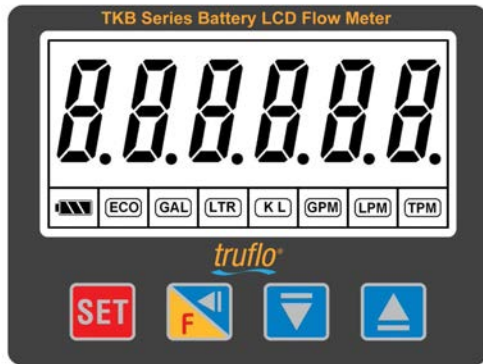 TKB Series Battery LCD Flow Meter
8.8.8.8.8.8.
ECO GAL LTR K L GPM LPM TPM
truflo®
SET F